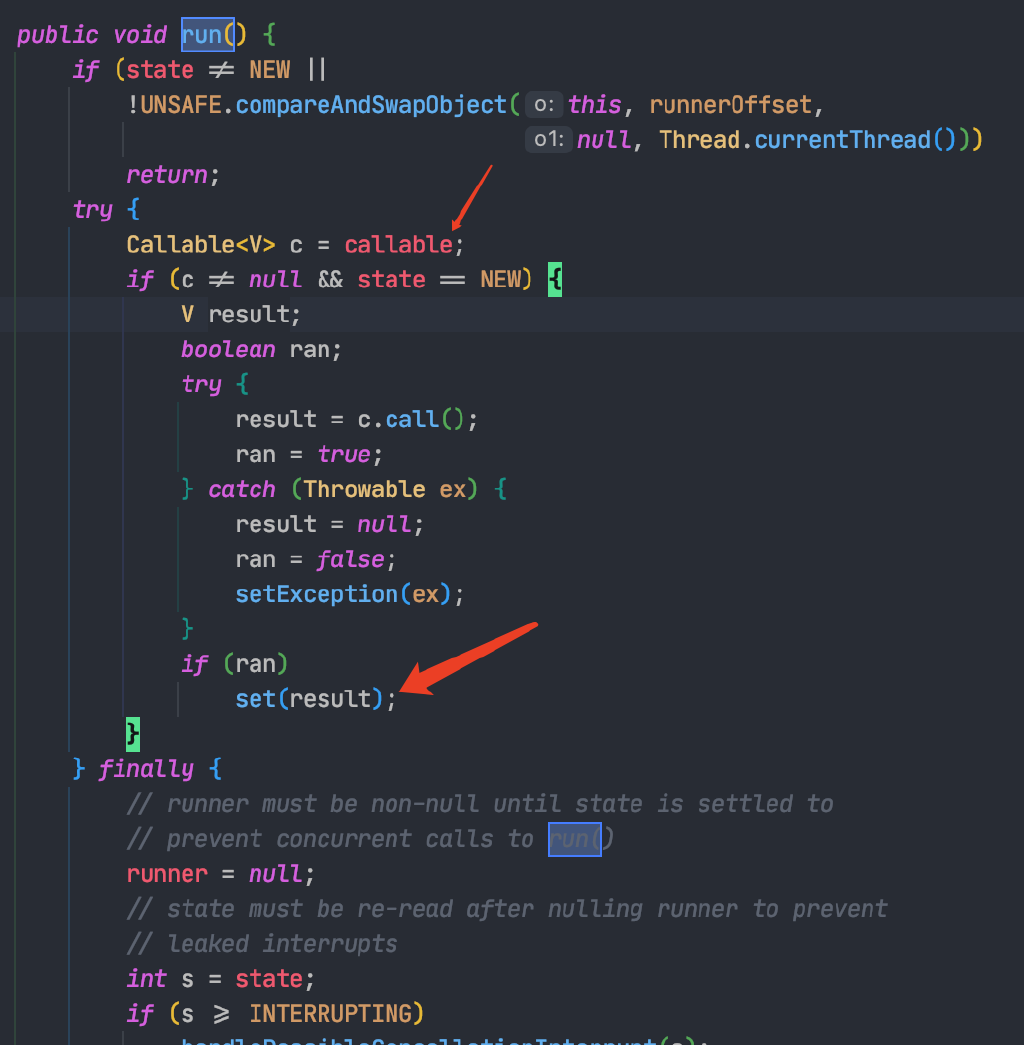 public void run() {
if (state ≠ NEW ||
!UNSAFE.compareAndSwapObject( o: this, runnerOffset,
o1: null, Thread.currentThread()))
return;
try {
Callable<V> c = callable;
if (c ≠ null && state == NEW) {
V result;
boolean ran;
try {
result = c.call();
ran = true;
} catch (Throwable ex) {
result = null;
ran = false;
setException(ex);
}
if (ran)
set(result);
}
} finally {
// runner must be non-null until state is settled to
// prevent concurrent calls to run()
runner = null;
// state must be re-read after nulling runner to prevent
// leaked interrupts
int s = state;
if (s ⩾ INTERRUPTING)
handlePossibleCancellationInterrupt(s);